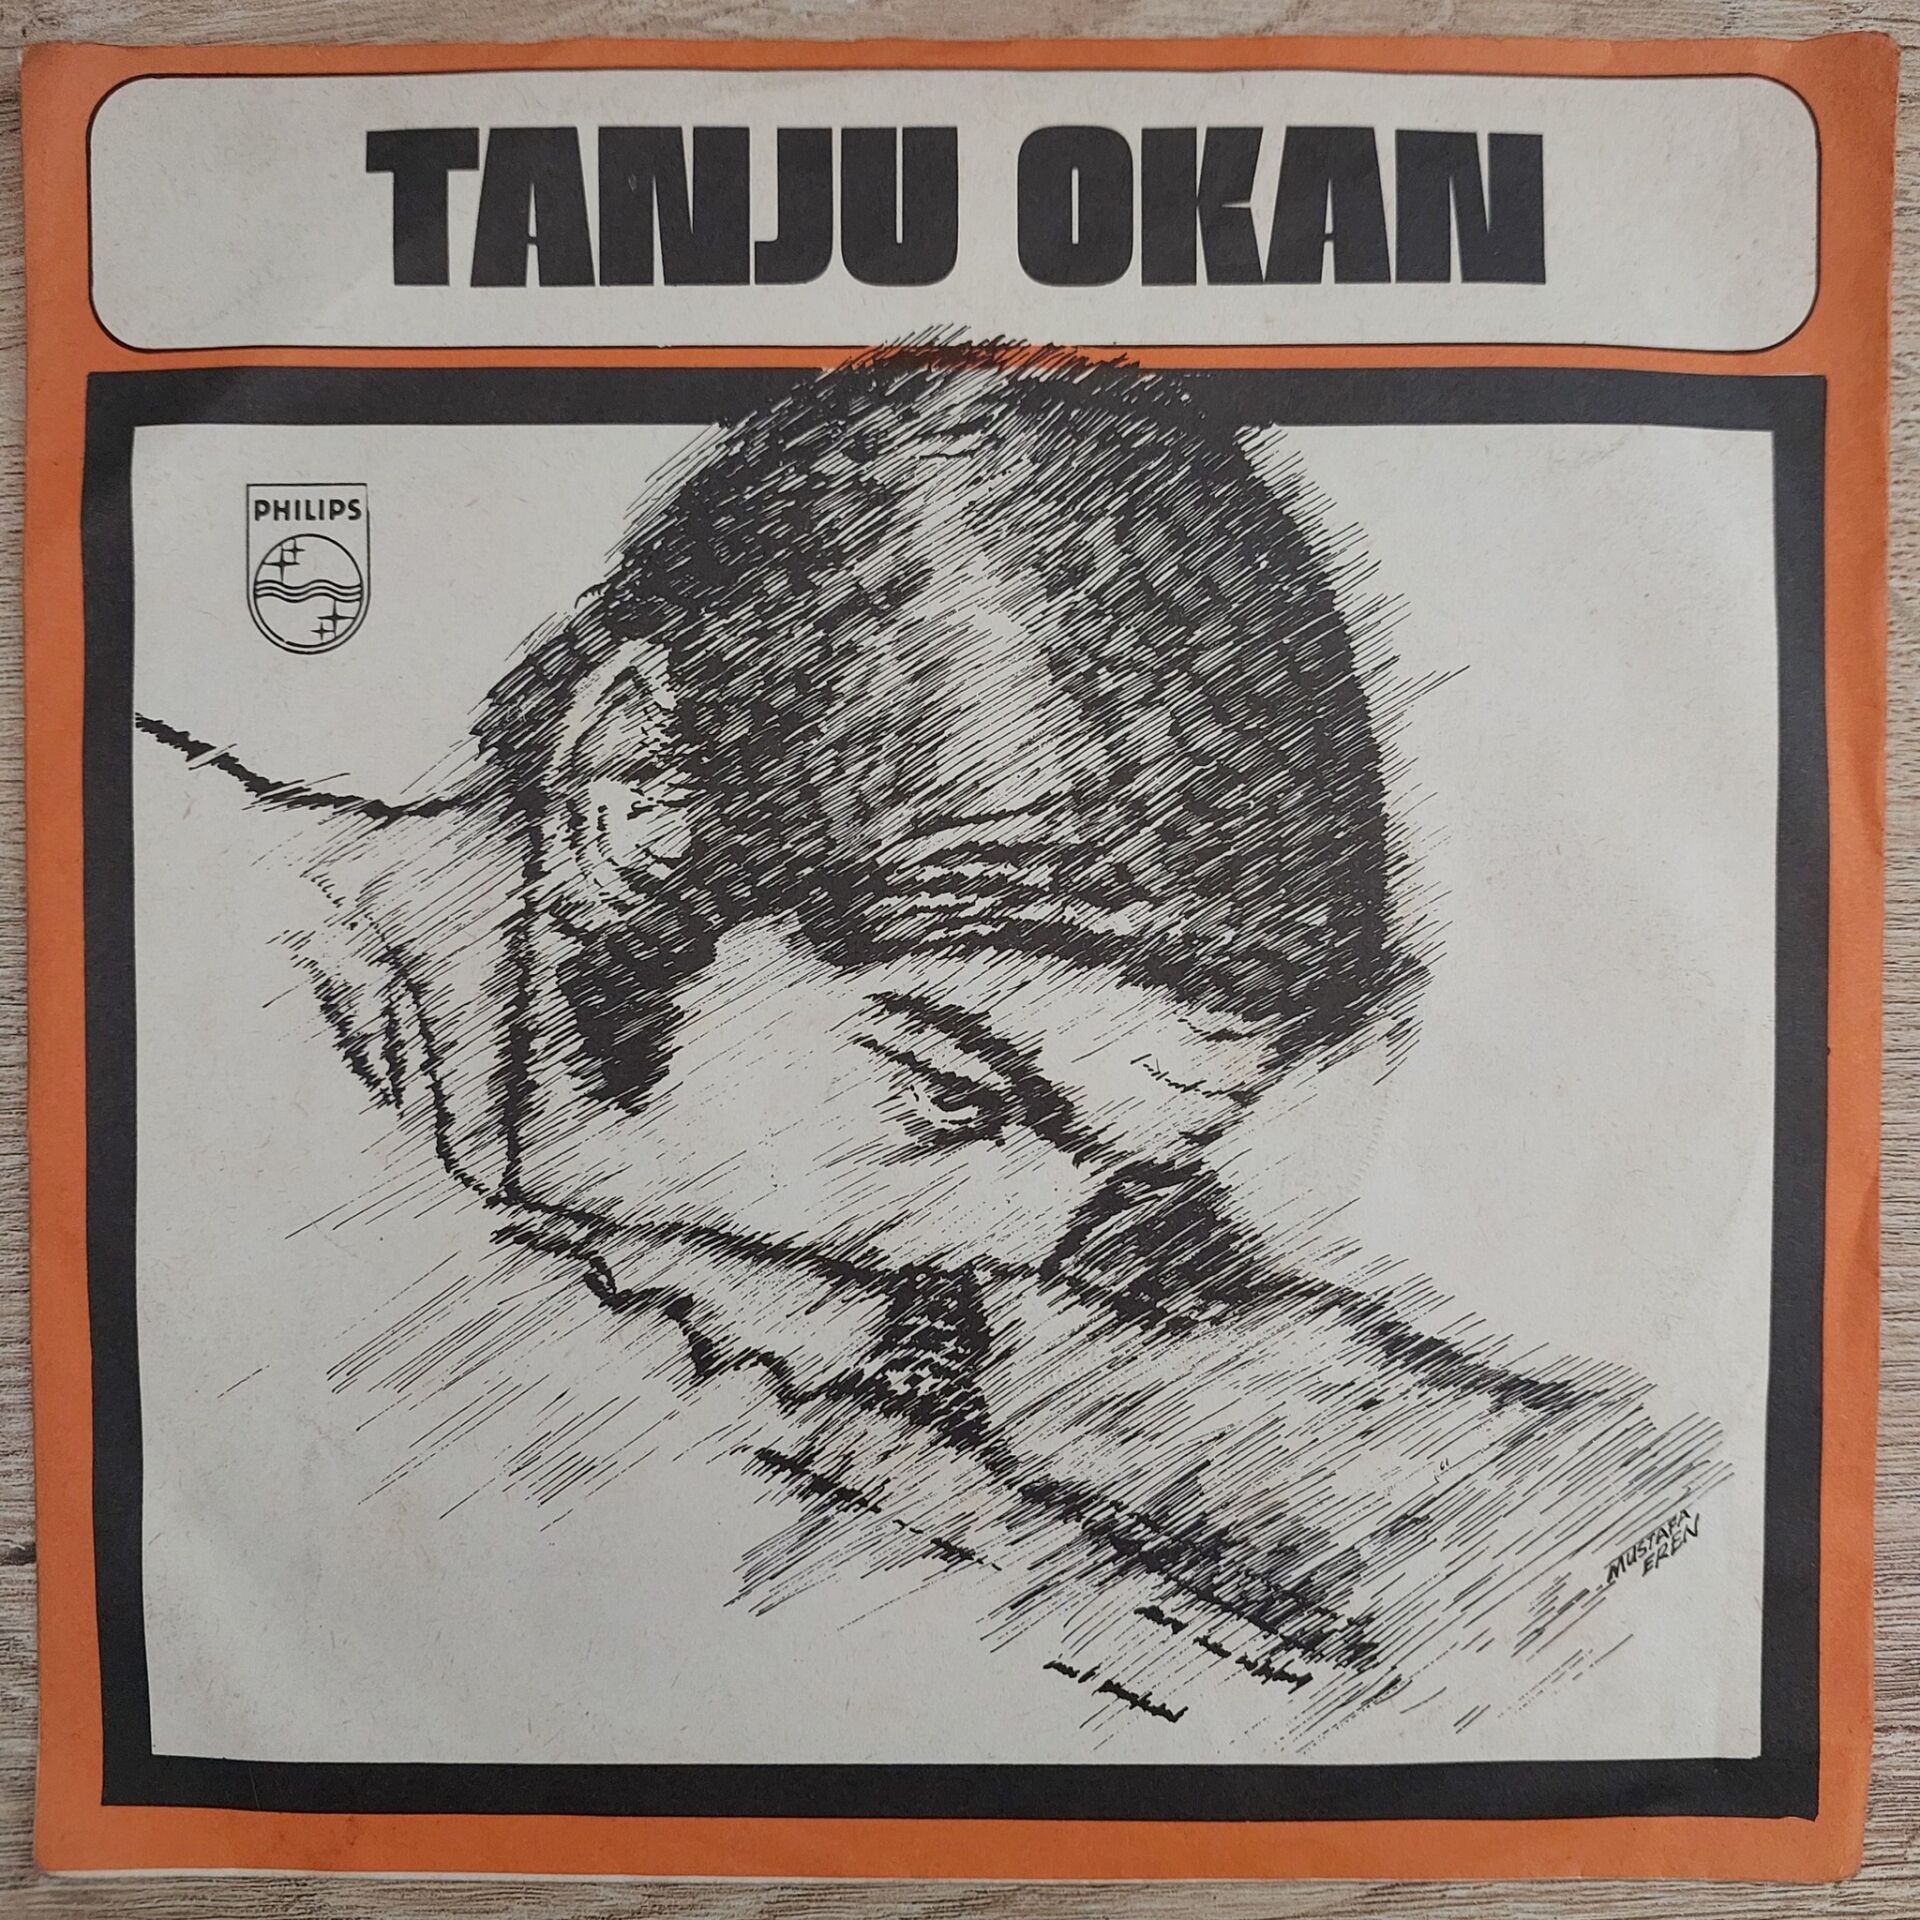 TANJU OKAN
PHILIPS
MUSTAFA
EREN